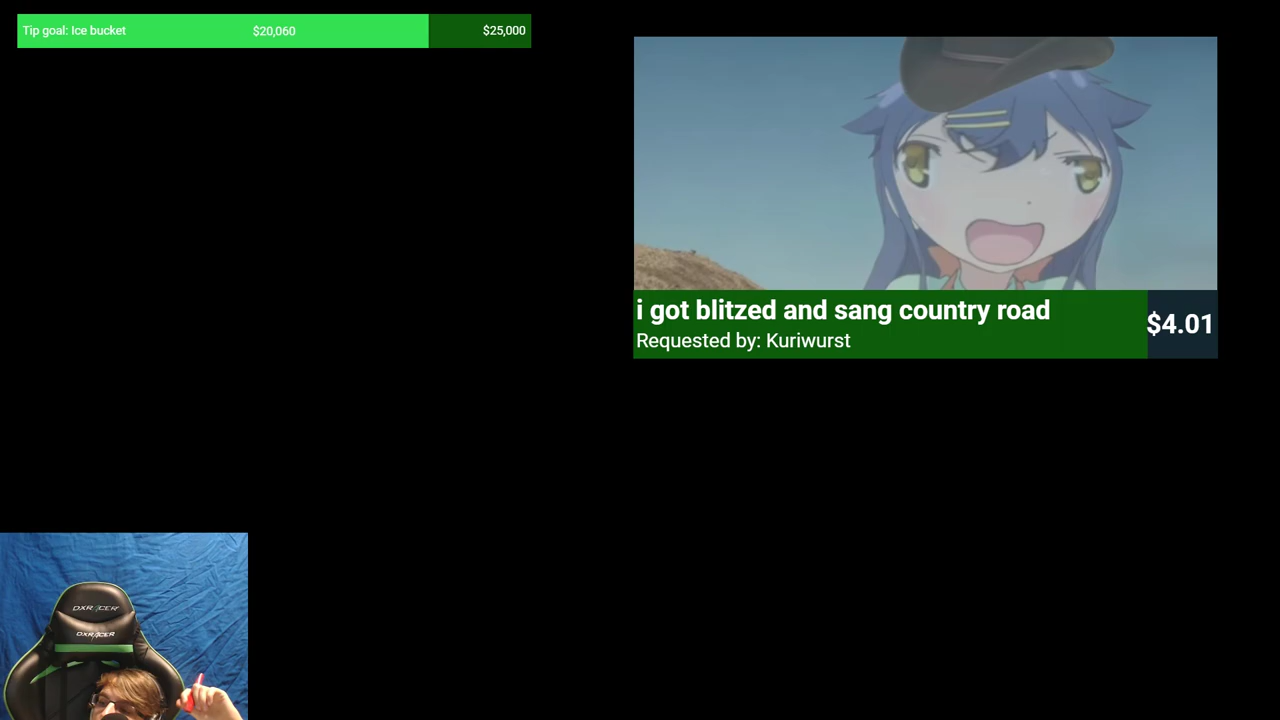 Tip goal: Ice bucket $20,060 $25,000
i got blitzed and sang country road
Requested by: Kuriwurst
$4.01
DXRACER
DXRACER